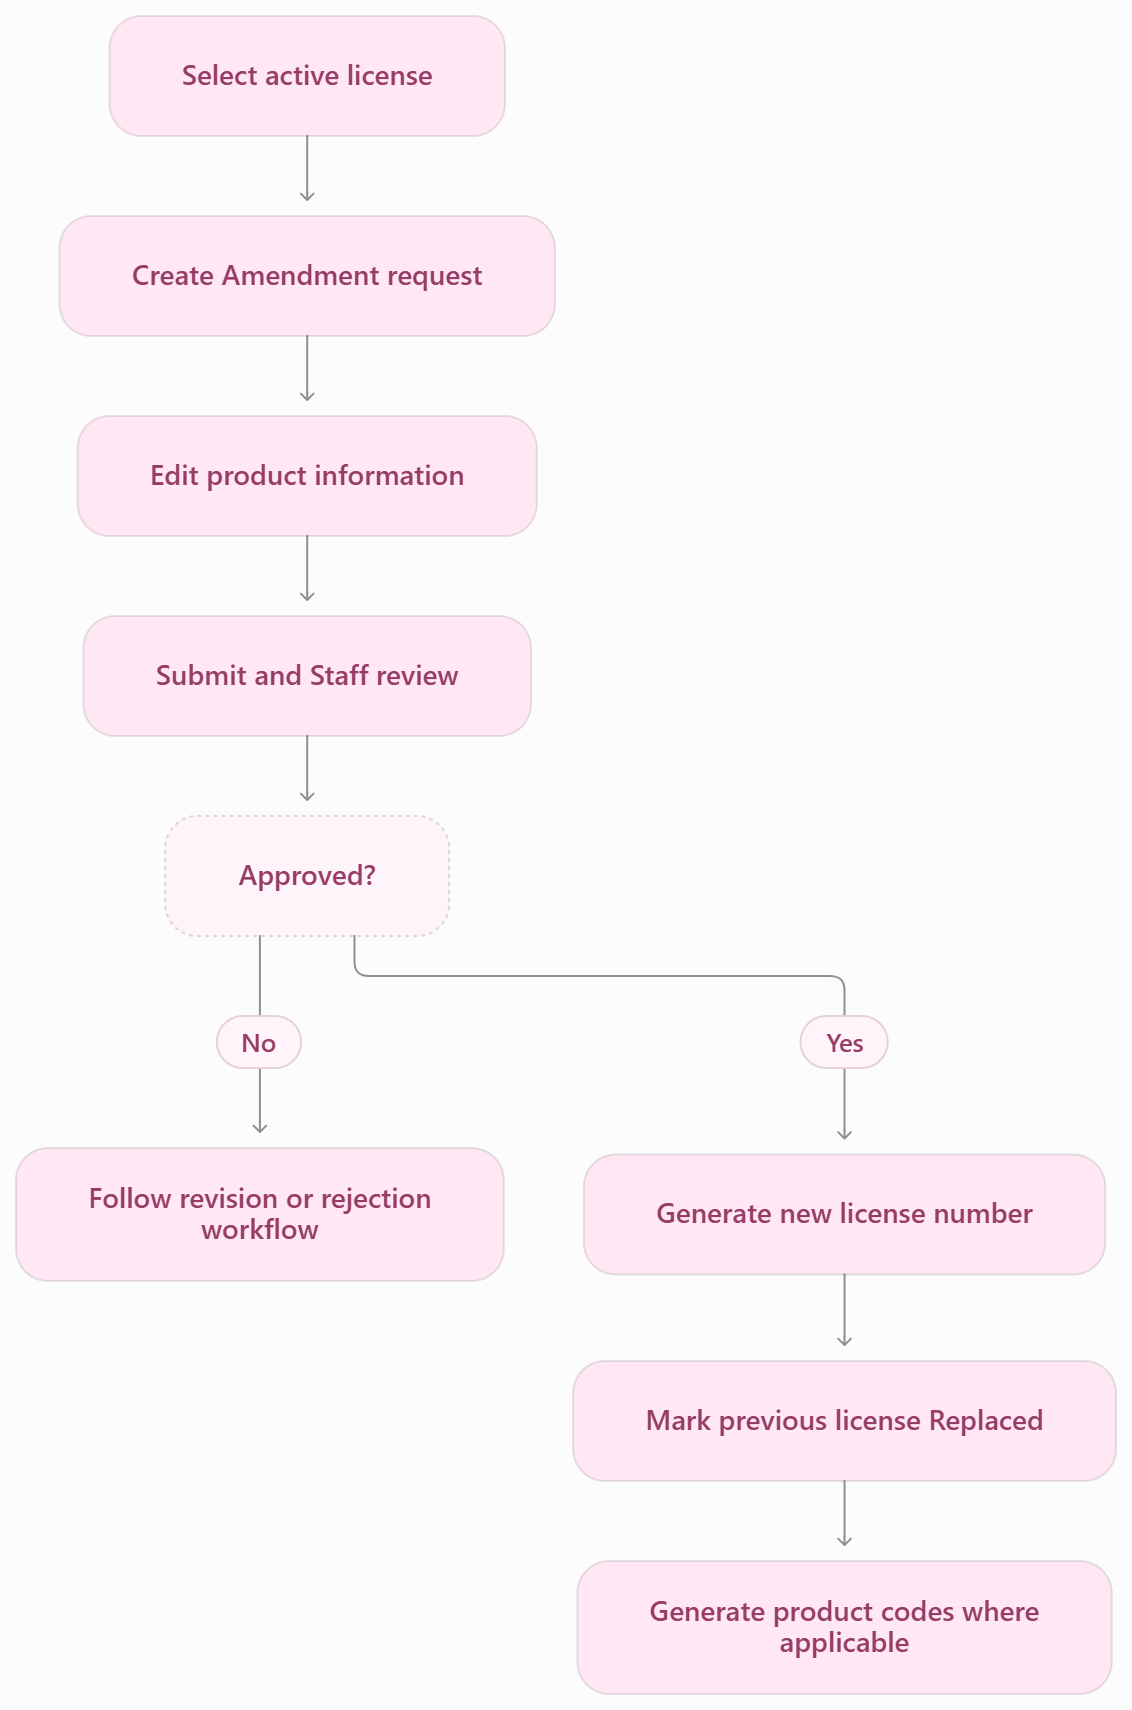 Select active license
Create Amendment request
Edit product information
Submit and Staff review
Approved?
No
Yes
Follow revision or rejection
workflow
Generate new license number
Mark previous license Replaced
Generate product codes where
applicable